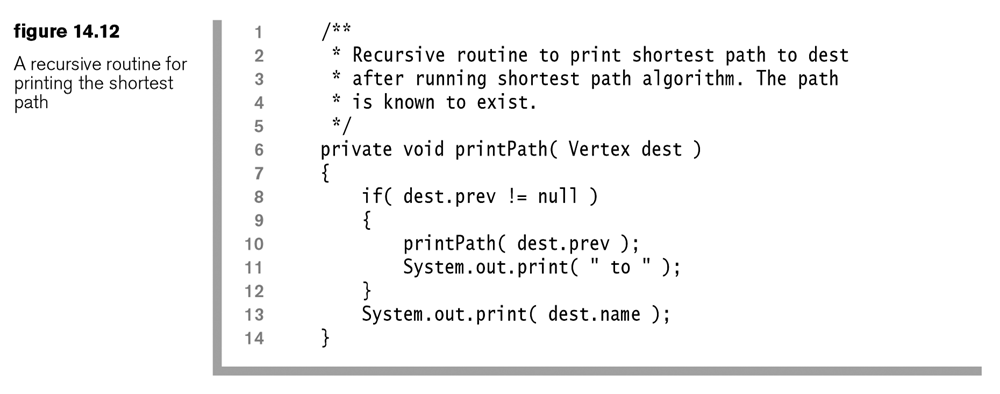 figure 14.12
A recursive routine for
printing the shortest
path
1 /**
2 * Recursive routine to print shortest path to dest
3 * after running shortest path algorithm. The path
4 * is known to exist.
5 */
6 private void printPath( Vertex dest )
7 {
8 if( dest.prev != null )
9 {
10 printPath( dest.prev );
11 System.out.print( " to " );
12 }
13 System.out.print( dest.name );
14 }